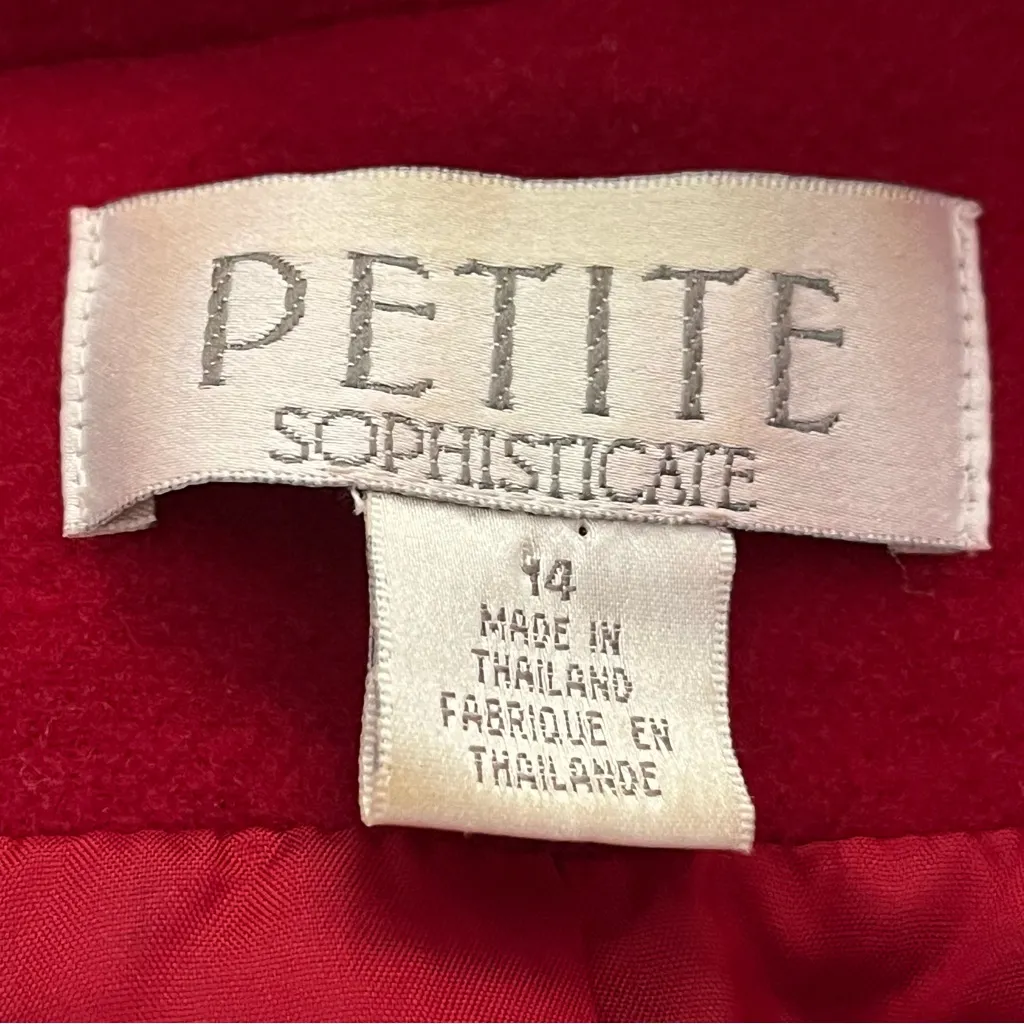 PETITE
SOPHISTICATE
14
MADE IN
THAILAND
FABRIQUE EN
THAILANDE